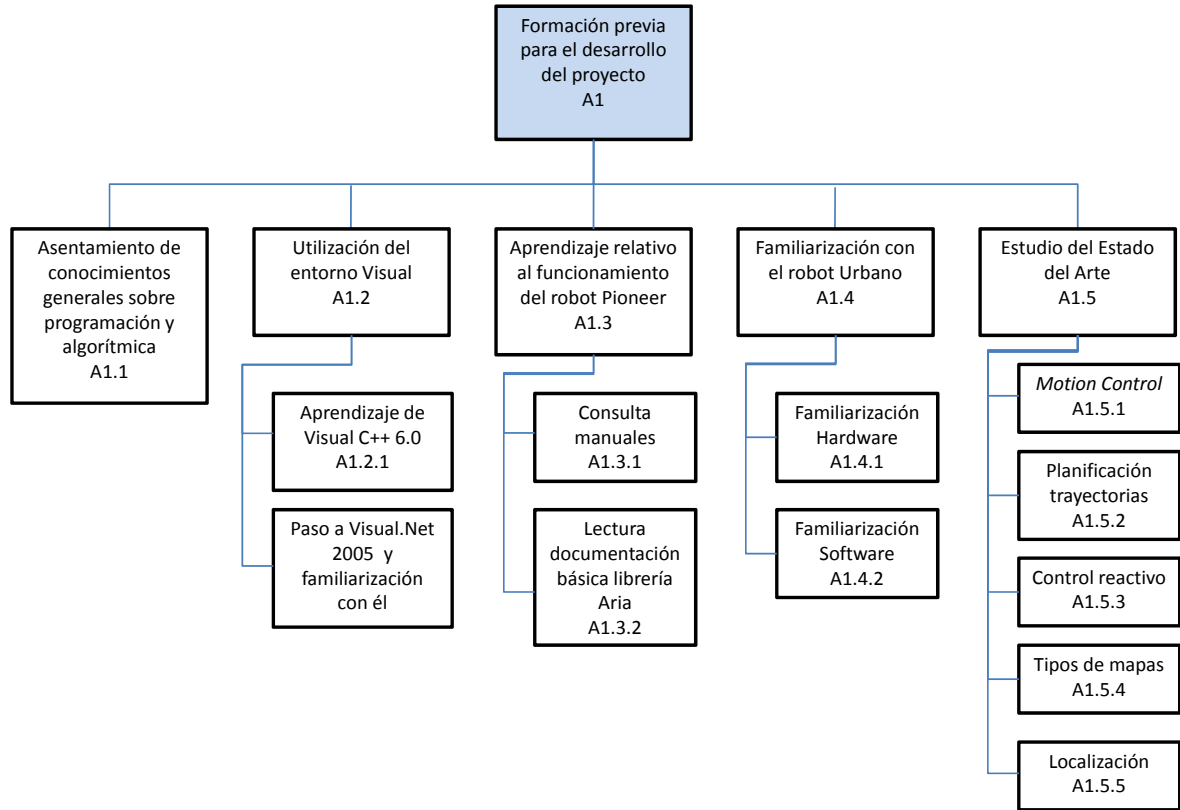 Formación previa
para el desarrollo
del proyecto
A1
Asentamiento de
conocimientos
generales sobre
programación y
algorítmica
A1.1
Utilización del
entorno Visual
A1.2
Aprendizaje de
Visual C++ 6.0
A1.2.1
Paso a Visual.Net
2005 y
familiarización
con él
Aprendizaje relativo
al funcionamiento
del robot Pioneer
A1.3
Consulta
manuales
A1.3.1
Lectura
documentación
básica librería
Aria
A1.3.2
Familiarización con
el robot Urbano
A1.4
Familiarización
Hardware
A1.4.1
Familiarización
Software
A1.4.2
Estudio del Estado
del Arte
A1.5
Motion Control
A1.5.1
Planificación
trayectorias
A1.5.2
Control reactivo
A1.5.3
Tipos de mapas
A1.5.4
Localización
A1.5.5